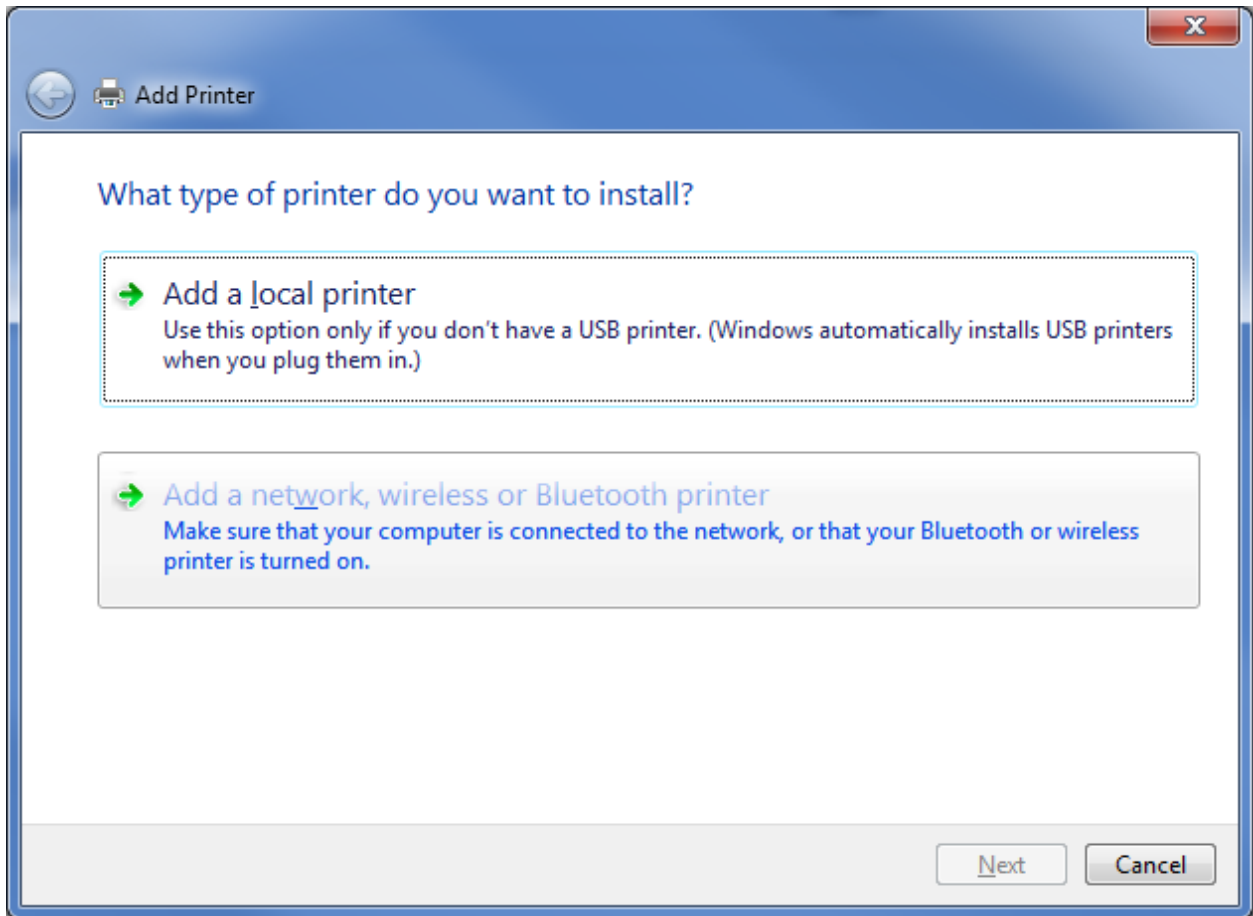 Add Printer
What type of printer do you want to install?
Add a local printer
Use this option only if you don't have a USB printer. (Windows automatically installs USB printers
when you plug them in.)
Add a network, wireless or Bluetooth printer
Make sure that your computer is connected to the network, or that your Bluetooth or wireless
printer is turned on.
Next
Cancel